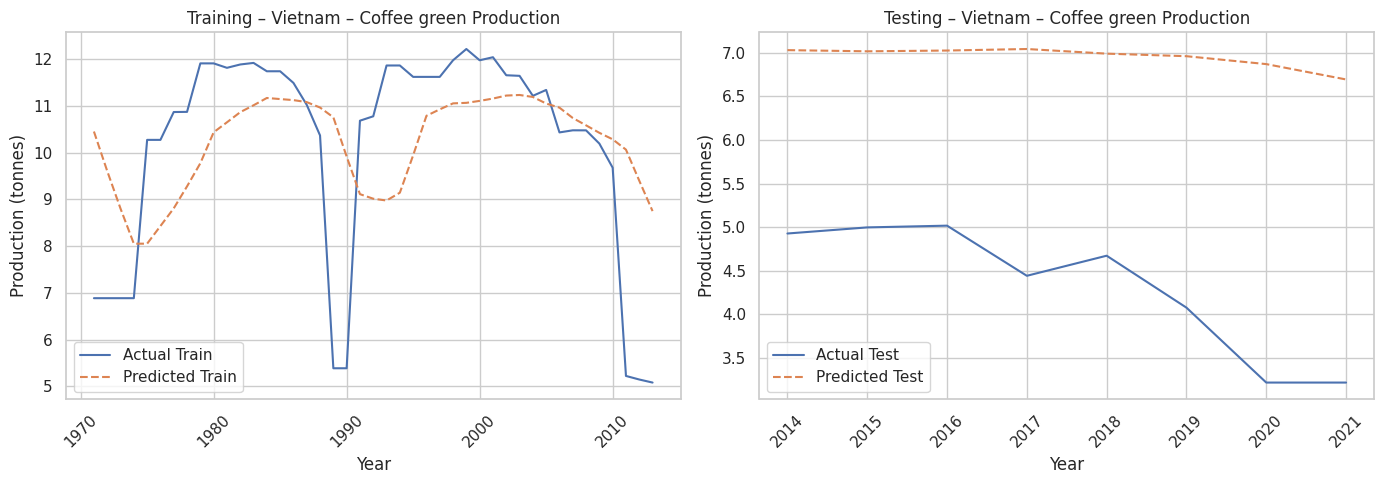 Training – Vietnam – Coffee green Production
Production (tonnes)
12
11
10
9
8
7
6
5
Actual Train
Predicted Train
1970
1980
1990
2000
2010
Year
Testing – Vietnam – Coffee green Production
Production (tonnes)
7.0
6.5
6.0
5.5
5.0
4.5
4.0
3.5
Actual Test
Predicted Test
2014
2015
2016
2017
2018
2019
2020
2021
Year